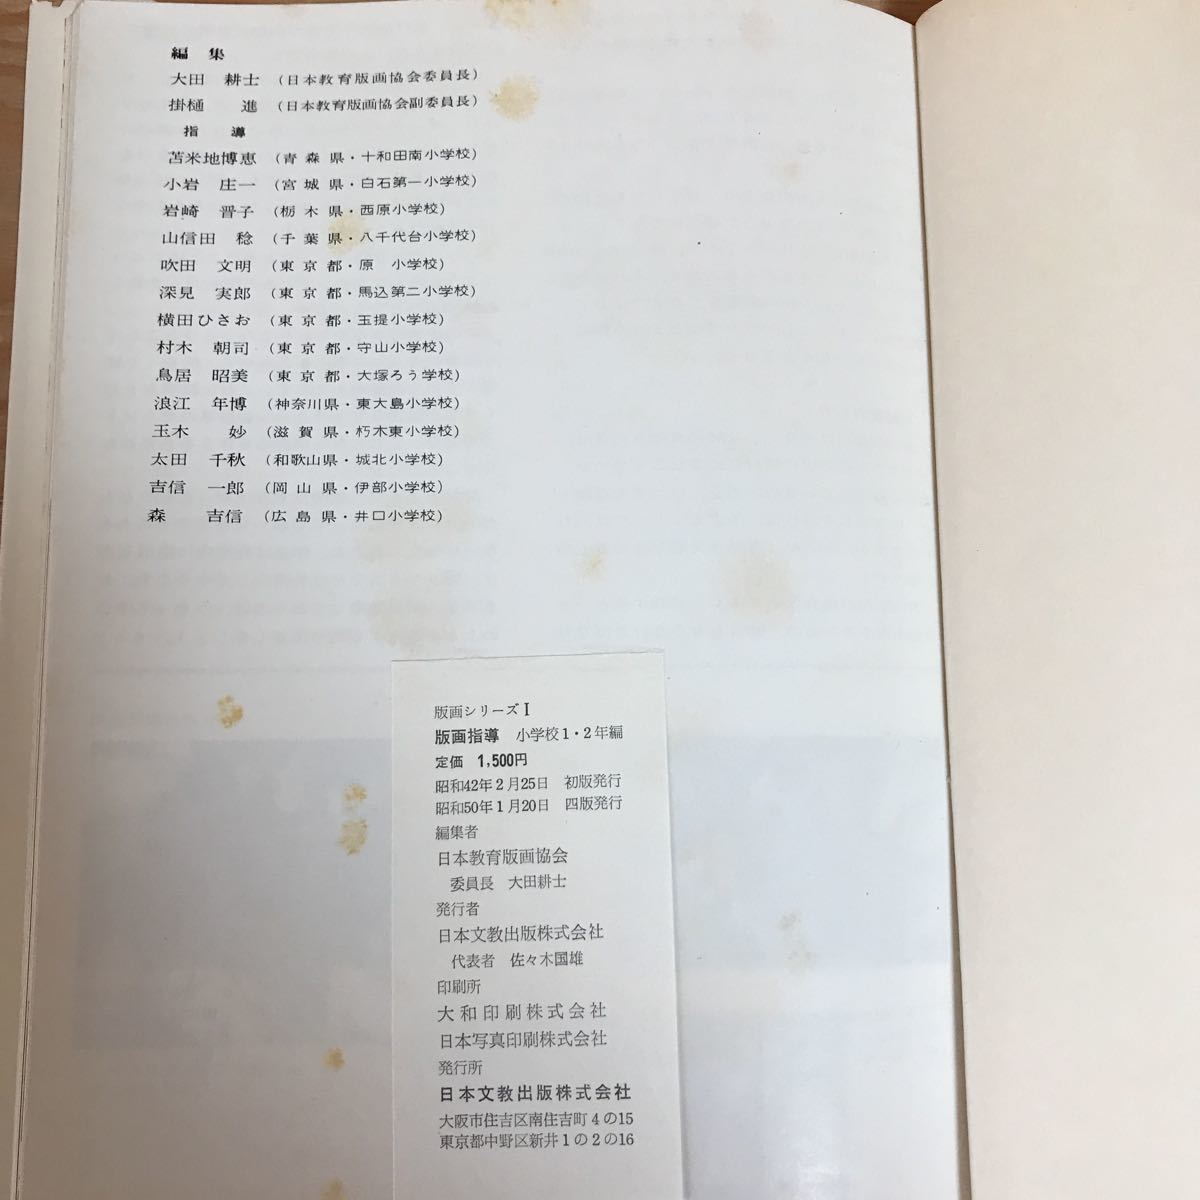 編集
大田 耕士 (日本教育版画協会委員長)
掛樋 進 (日本教育版画協会副委員長)
指導
苫米地博恵 (青森県・十和田南小学校)
小岩 庄一 (宮城県・白石第一小学校)
岩崎 晋子 (栃木県・西原小学校)
山信田 稔 (千葉県・八千代台小学校)
吹田 文明 (東京都・原 小学校)
深見 実郎 (東京都・馬込第二小学校)
横田ひさお (東京都・玉提小学校)
村木 朝司 (東京都・守山小学校)
鳥居 昭美 (東京都・大塚ろう学校)
浪江 年博 (神奈川県・東大島小学校)
玉木 妙 (滋賀県・朽木東小学校)
太田 千秋 (和歌山県・城北小学校)
吉信 一郎 (岡山県・伊部小学校)
森 吉信 (広島県・井口小学校)
版画シリーズI
版画指導 小学校1・2年編
定価 1,500円
昭和42年2月25日 初版発行
昭和50年1月20日 四版発行
編集者
日本教育版画協会
委員長 大田耕士
発行者
日本文教出版株式会社
代表者 佐々木国雄
印刷所
大和印刷株式会社
日本写真印刷株式会社
発行所
日本文教出版株式会社
大阪市住吉区南住吉町4の15
東京都中野区新井1の2の16